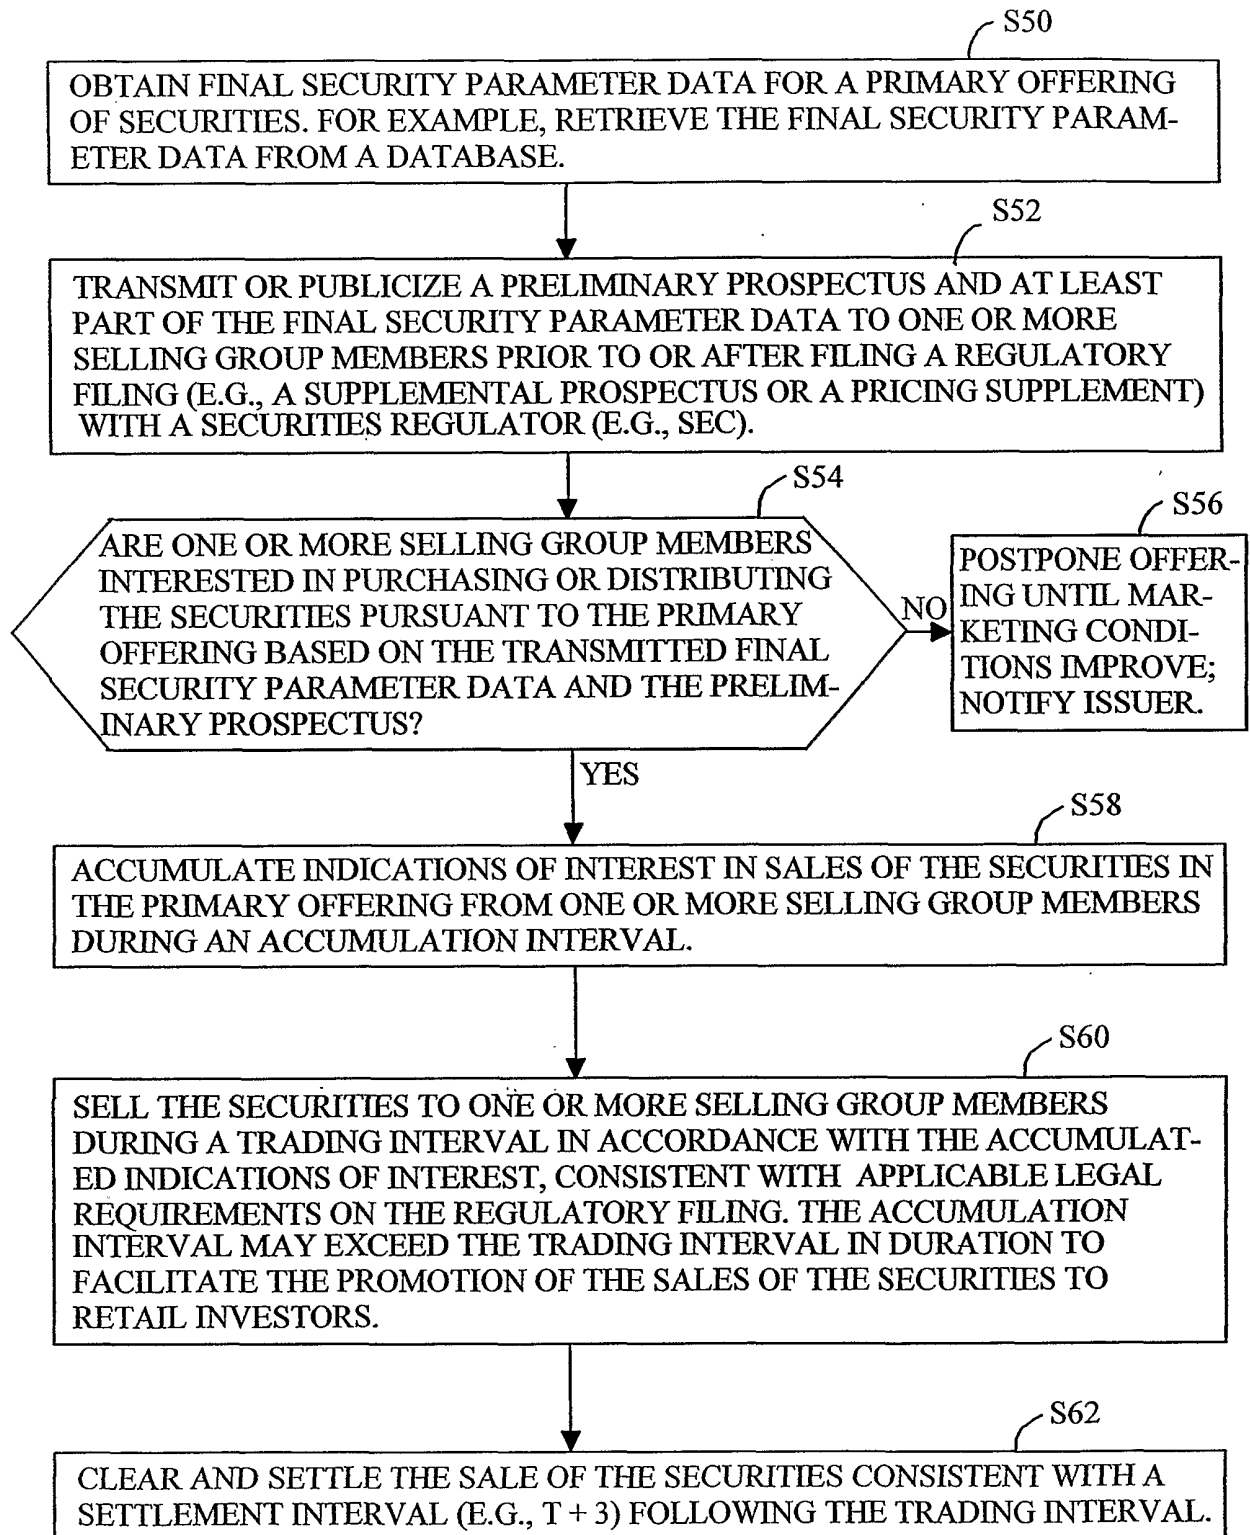 S50
OBTAIN FINAL SECURITY PARAMETER DATA FOR A PRIMARY OFFERING
OF SECURITIES. FOR EXAMPLE, RETRIEVE THE FINAL SECURITY PARAM-
ETER DATA FROM A DATABASE.
S52
TRANSMIT OR PUBLICIZE A PRELIMINARY PROSPECTUS AND AT LEAST
PART OF THE FINAL SECURITY PARAMETER DATA TO ONE OR MORE
SELLING GROUP MEMBERS PRIOR TO OR AFTER FILING A REGULATORY
FILING (E.G., A SUPPLEMENTAL PROSPECTUS OR A PRICING SUPPLEMENT)
WITH A SECURITIES REGULATOR (E.G., SEC).
S54
ARE ONE OR MORE SELLING GROUP MEMBERS
INTERESTED IN PURCHASING OR DISTRIBUTING
THE SECURITIES PURSUANT TO THE PRIMARY
OFFERING BASED ON THE TRANSMITTED FINAL
SECURITY PARAMETER DATA AND THE PRELIM-
INARY PROSPECTUS?
NO
S56
POSTPONE OFFER-
ING UNTIL MAR-
KETING CONDI-
TIONS IMPROVE;
NOTIFY ISSUER.
YES
S58
ACCUMULATE INDICATIONS OF INTEREST IN SALES OF THE SECURITIES IN
THE PRIMARY OFFERING FROM ONE OR MORE SELLING GROUP MEMBERS
DURING AN ACCUMULATION INTERVAL.
S60
SELL THE SECURITIES TO ONE OR MORE SELLING GROUP MEMBERS
DURING A TRADING INTERVAL IN ACCORDANCE WITH THE ACCUMULAT-
ED INDICATIONS OF INTEREST, CONSISTENT WITH APPLICABLE LEGAL
REQUIREMENTS ON THE REGULATORY FILING. THE ACCUMULATION
INTERVAL MAY EXCEED THE TRADING INTERVAL IN DURATION TO
FACILITATE THE PROMOTION OF THE SALES OF THE SECURITIES TO
RETAIL INVESTORS.
S62
CLEAR AND SETTLE THE SALE OF THE SECURITIES CONSISTENT WITH A
SETTLEMENT INTERVAL (E.G., T + 3) FOLLOWING THE TRADING INTERVAL.